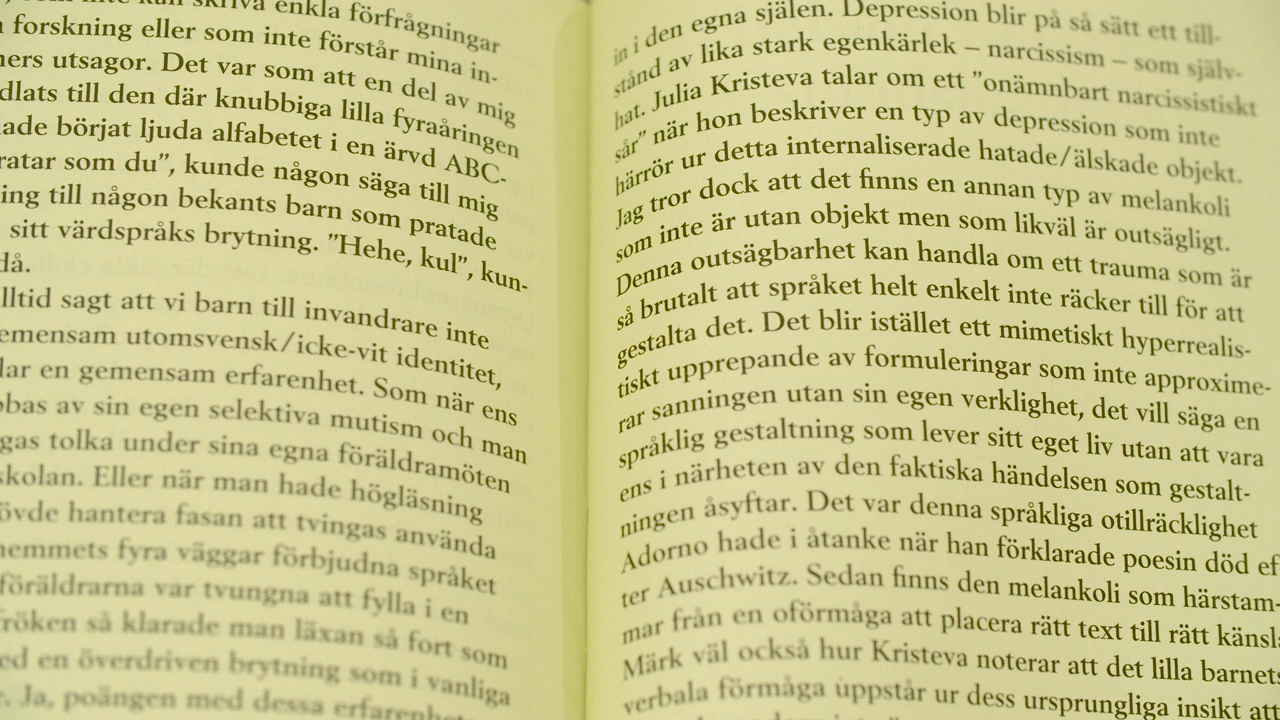 som inte kan skriva enkla förfrågningar
forskning eller som inte förstår mina in-
ners utsagor. Det var som att en del av mig
dlats till den där knubbiga lilla fyraåringen
ade börjat ljuda alfabetet i en ärvd ABC-
ratar som du”, kunde någon säga till mig
ing till någon bekants barn som pratade
sitt värdspråks brytning. ”Hehe, kul”, kun-
då.
lltid sagt att vi barn till invandrare inte
emensam utomsvensk/icke-vit identitet,
lar en gemensam erfarenhet. Som när ens
bbas av sin egen selektiva mutism och man
gas tolka under sina egna föräldramöten
skolan. Eller när man hade högläsning
övde hantera fasan att tvingas använda
hemmets fyra väggar förbjudna språket
föräldrarna var tvungna att fylla i en
fröken så klarade man läxan så fort som
ed en överdriven brytning som i vanliga
Ja, poängen med dessa erfarenhet
in i den egna själen. Depression blir på så sätt ett till-
stånd av lika stark egenkärlek – narcissism – som själv-
hat. Julia Kristeva talar om ett ”onämnbart narcissistiskt
sår” när hon beskriver en typ av depression som inte
härrör ur detta internaliserade hatade/älskade objekt.
Jag tror dock att det finns en annan typ av melankoli
som inte är utan objekt men som likväl är outsägligt.
Denna outsägbarhet kan handla om ett trauma som är
så brutalt att språket helt enkelt inte räcker till för att
gestalta det. Det blir istället ett mimetiskt hyperrealis-
tiskt upprepande av formuleringar som inte approxime-
rar sanningen utan sin egen verklighet, det vill säga en
språklig gestaltning som lever sitt eget liv utan att vara
ens i närheten av den faktiska händelsen som gestalt-
ningen åsyftar. Det var denna språkliga otillräcklighet
Adorno hade i åtanke när han förklarade poesin död ef
ter Auschwitz. Sedan finns den melankoli som härstam-
mar från en oförmåga att placera rätt text till rätt känsl
Märk väl också hur Kristeva noterar att det lilla barnets
verbala förmåga uppstår ur dess ursprungliga insikt att